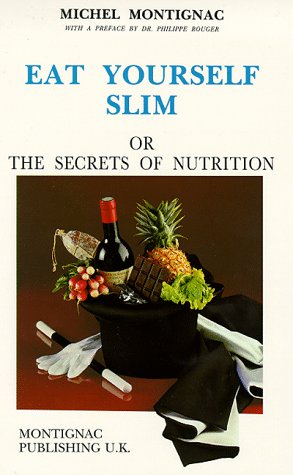 MICHEL MONTIGNAC
WITH A PREFACE BY DR. PHILIPPE ROUGER
EAT YOURSELF
SLIM
OR
THE SECRETS OF NUTRITION
MONTIGNAC
PUBLISHING U.K.